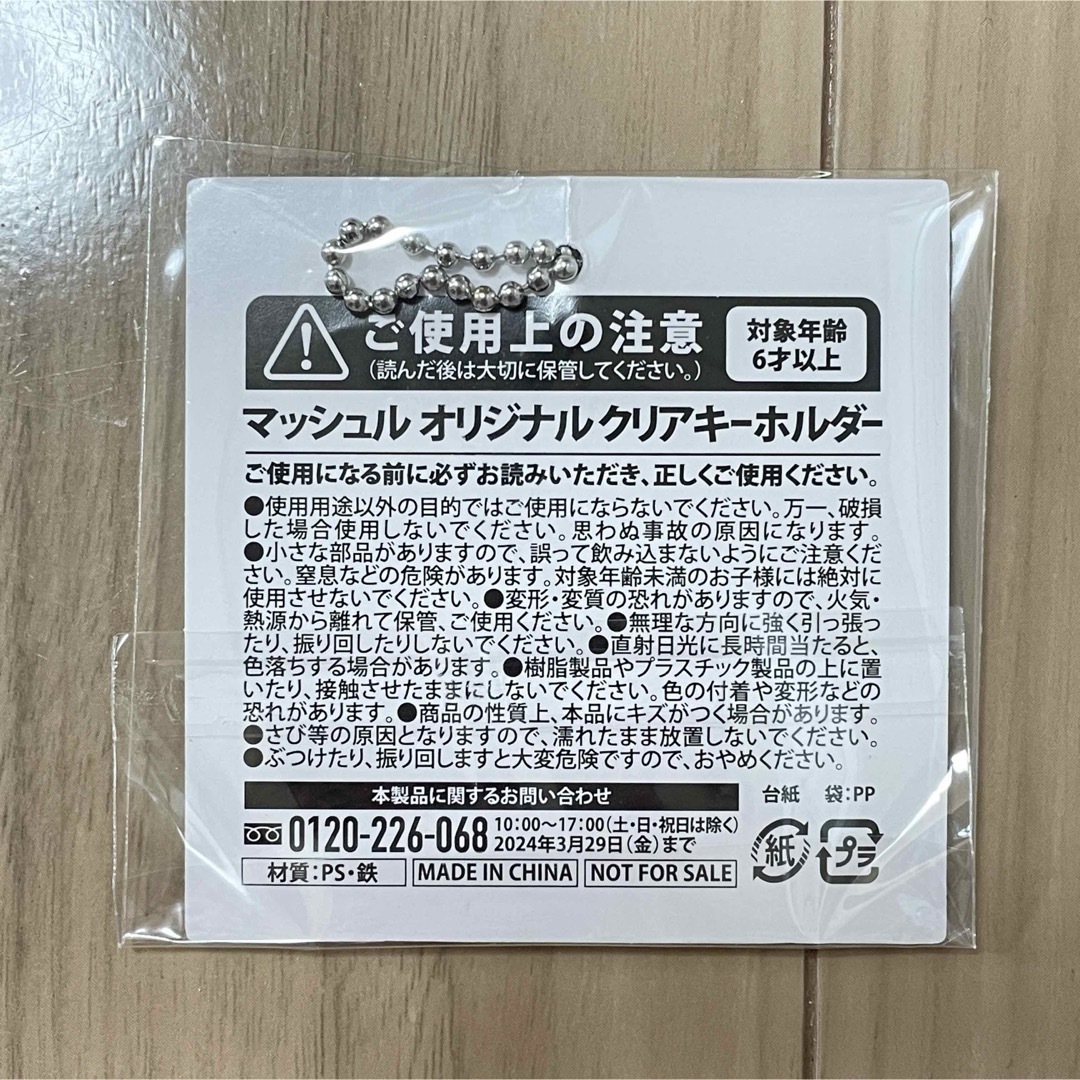 ご使用上の注意
(読んだ後は大切に保管してください。)
対象年齢
6才以上
マッシュル オリジナル クリアキーホルダー
ご使用になる前に必ずお読みいただき、正しくご使用ください。
●使用用途以外の目的ではご使用にならないでください。万一、破損
した場合使用しないでください。思わぬ事故の原因になります。
●小さな部品がありますので、誤って飲み込まないようにご注意くだ
さい。窒息などの危険があります。対象年齢未満のお子様には絶対に
使用させないでください。●変形・変質の恐れがありますので、火気・
熱源から離れて保管、ご使用ください。●無理な方向に強く引っ張っ
たり、振り回したりしないでください。●直射日光に長時間当たると、
色落ちする場合があります。●樹脂製品やプラスチック製品の上に置
いたり、接触させたままにしないでください。色の付着や変形などの
恐れがあります。●商品の性質上、本品にキズがつく場合があります。
●さび等の原因となりますので、濡れたまま放置しないでください。
●ぶつけたり、振り回しますと大変危険ですので、おやめください。
本製品に関するお問い合わせ
0120-226-068
10:00～17:00(土・日・祝日は除く)
2024年3月29日(金)まで
材質:PS・鉄
MADE IN CHINA
NOT FOR SALE
台紙 袋:PP
紙 プラ